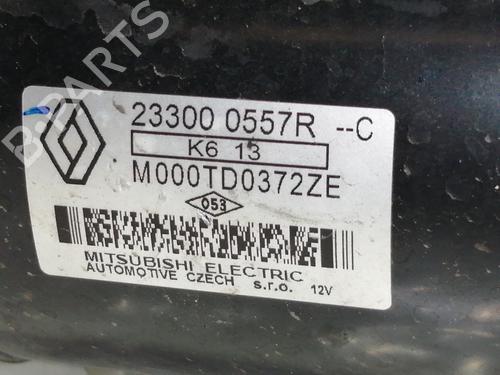 23300 0557R --C
K6 13
M000TD0372ZE
053
MITSUBISHI ELECTRIC
AUTOMOTIVE CZECH s.r.o. 12V
B-PARTS